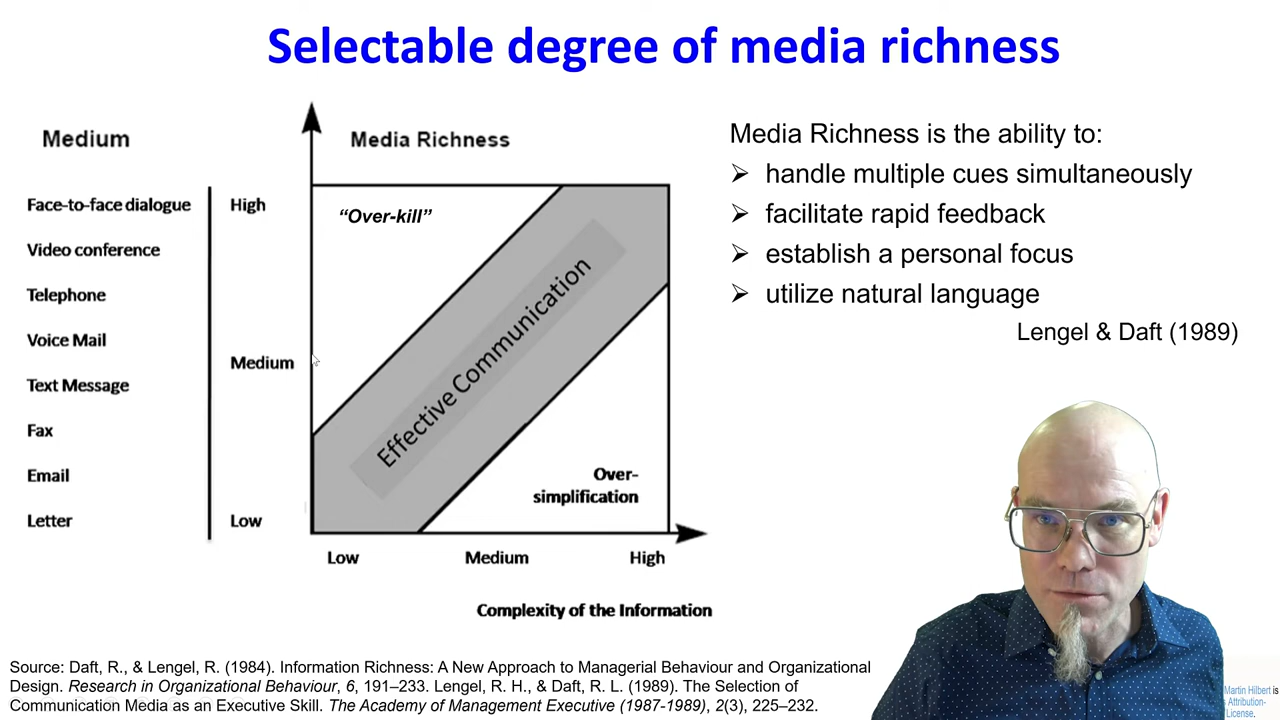 Selectable degree of media richness
Medium
Media Richness
Face-to-face dialogue
Video conference
Telephone
Voice Mail
Text Message
Fax
Email
Letter
High
Medium
Low
“Over-kill”
Effective Communication
Over-
simplification
Low
Medium
High
Complexity of the Information
Media Richness is the ability to:
➢ handle multiple cues simultaneously
➢ facilitate rapid feedback
➢ establish a personal focus
➢ utilize natural language
Lengel & Daft (1989)
Source: Daft, R., & Lengel, R. (1984). Information Richness: A New Approach to Managerial Behaviour and Organizational
Design. Research in Organizational Behaviour, 6, 191–233. Lengel, R. H., & Daft, R. L. (1989). The Selection of
Communication Media as an Executive Skill. The Academy of Management Executive (1987-1989), 2(3), 225–232.
Martin Hilbert is
Attribution-
License.